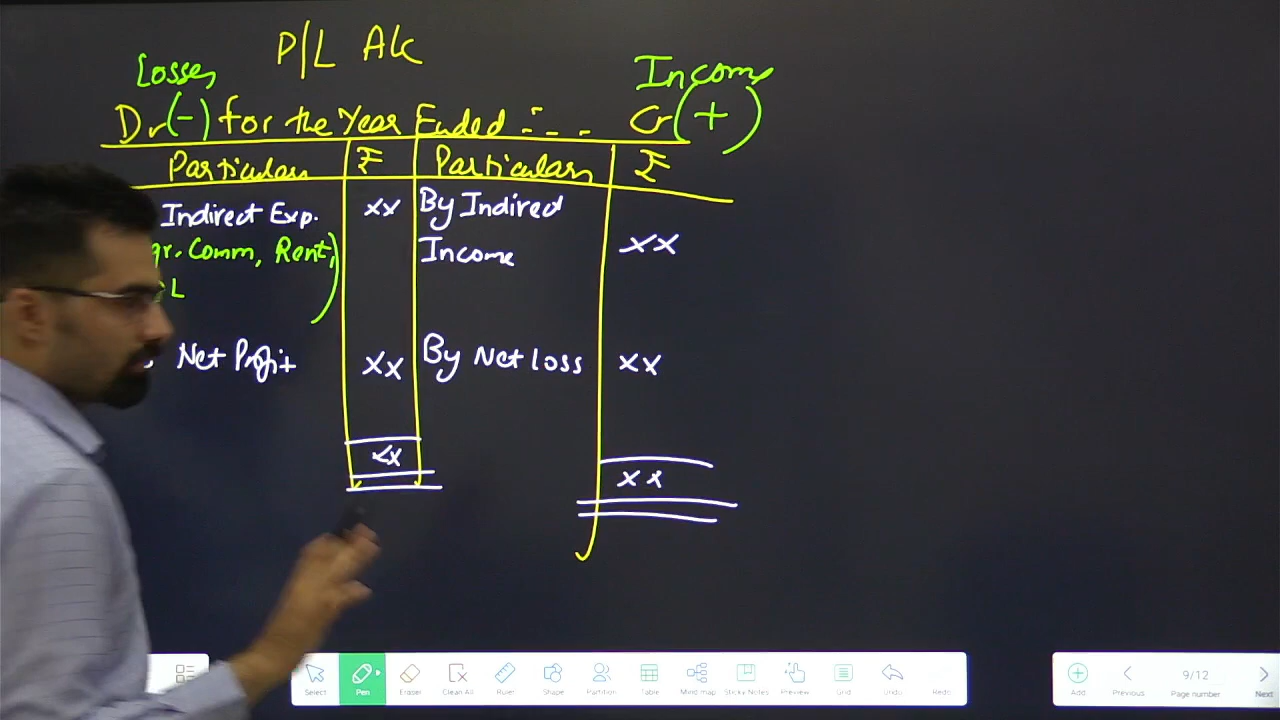 P/L A/c
Losses
Income
Dr(-) for the Year Ended :- - - Cr(+)
Particulars ₹ Particulars ₹
Indirect Exp. xx By Indirect
gr. Comm, Rent, Income xx
L
Net Profit xx By Net loss xx
xx
xx
Select Pen Eraser Clean All Ruler Shape Partition Table Mind map Sticky Notes Preview Grid Undo Redo
Add Previous 9/12 Next
Page number